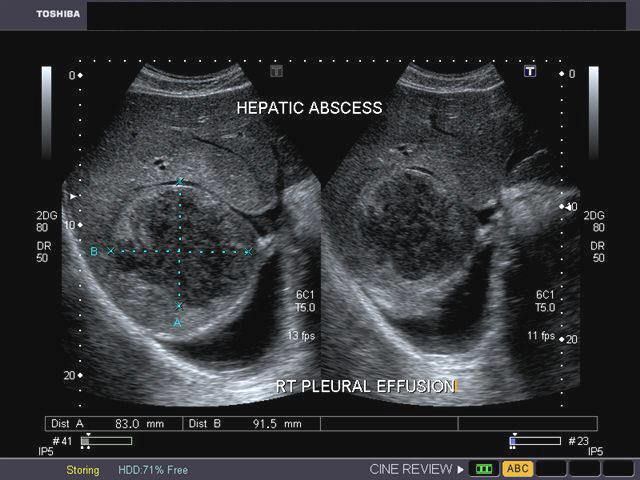 TOSHIBA
T T
0 0
HEPATIC ABSCESS
2DG
80
DR
50
10 10
2DG
80
DR
50
B
A
6C1
T5.0
13 fps
6C1
T5.0
11 fps
20 20
RT PLEURAL EFFUSION
Dist A 83.0 mm Dist B 91.5 mm
#41 #23
IP5 IP5
Storing HDD:71% Free CINE REVIEW ABC